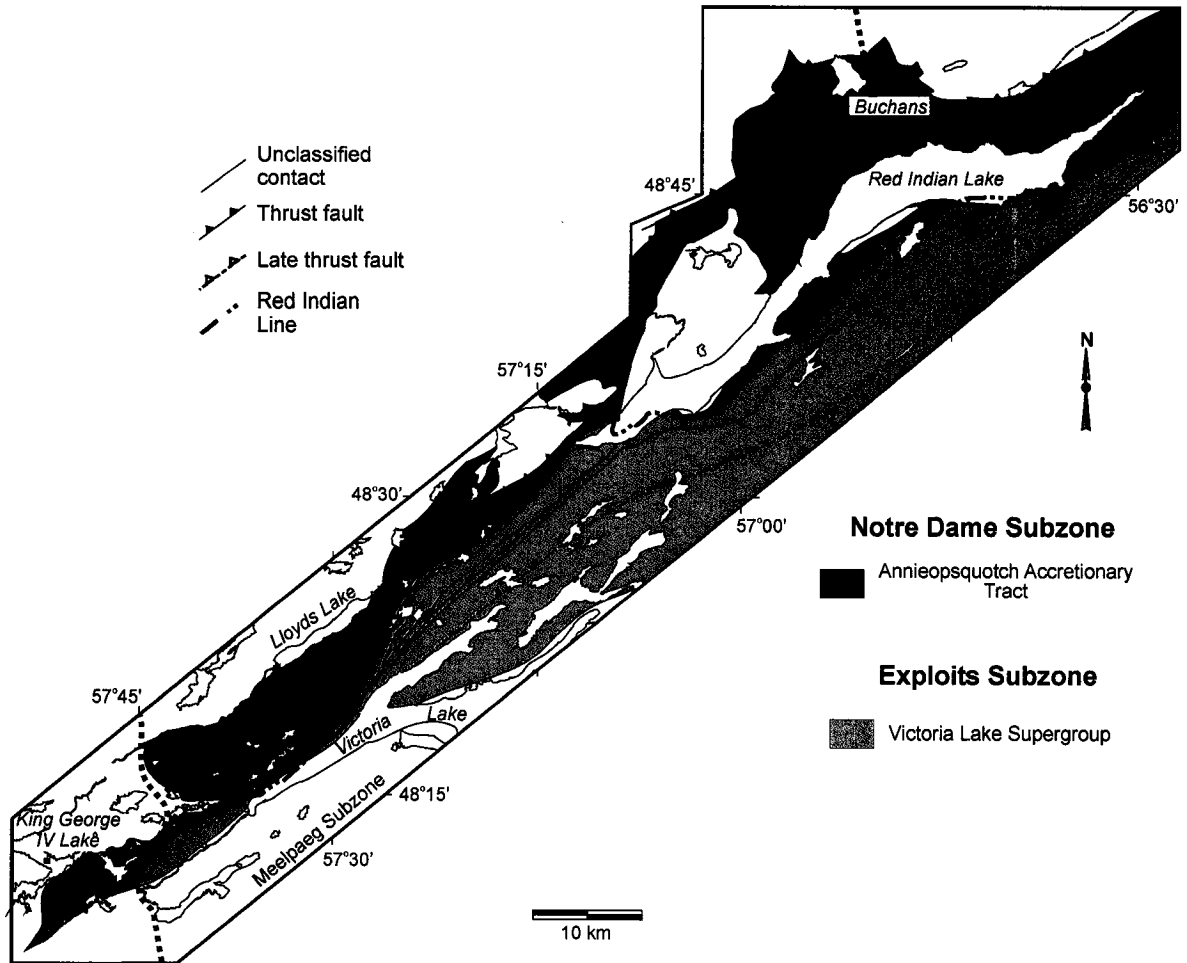 Buchans
Unclassified
contact
Red Indian Lake
48°45'
56°30'
Thrust fault
Late thrust fault
Red Indian
Line
N
57°15'
48°30'
57°00'
Notre Dame Subzone
Annieopsquotch Accretionary
Tract
Lloyds Lake
Exploits Subzone
57°45'
Victoria Lake
Victoria Lake Supergroup
48°15'
King George
IV Lake
Meelpaeg Subzone
57°30'
10 km